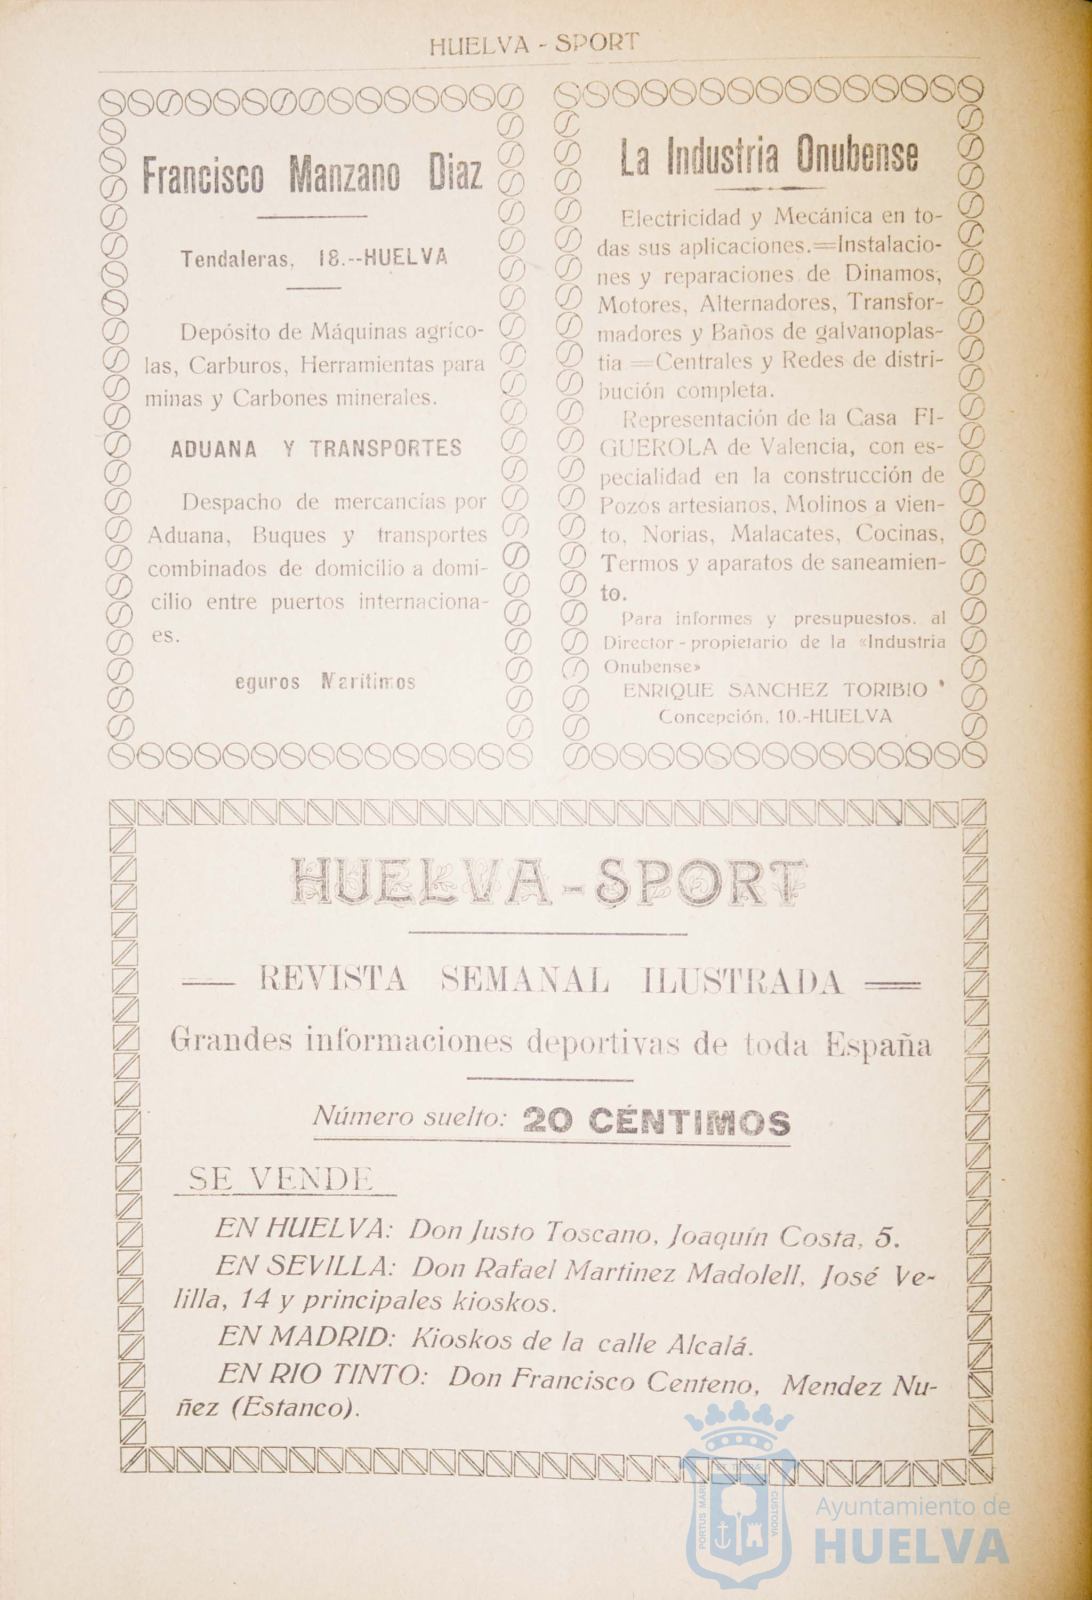 HUELVA - SPORT
Francisco Manzano Diaz
Tendaleras, 18.--HUELVA
Depósito de Máquinas agríco-
las, Carburos, Herramientas para
minas y Carbones minerales.
ADUANA Y TRANSPORTES
Despacho de mercancías por
Aduana, Buques y transportes
combinados de domicilio a domi-
cilio entre puertos internaciona-
es.
eguros Marítimos
La Industria Onubense
Electricidad y Mecánica en to-
das sus aplicaciones.=Instalacio-
nes y reparaciones de Dinamos,
Motores, Alternadores, Transfor-
madores y Baños de galvanoplas-
tia =Centrales y Redes de distri-
bución completa.
Representación de la Casa FI-
GUEROLA de Valencia, con es-
pecialidad en la construcción de
Pozos artesianos, Molinos a vien-
to, Norias, Malacates, Cocinas,
Termos y aparatos de saneamien-
to.
Para informes y presupuestos. al
Director - propietario de la «Industria
Onubense»
ENRIQUE SANCHEZ TORIBIO
Concepción, 10.-HUELVA
HUELVA - SPORT
REVISTA SEMANAL ILUSTRADA
Grandes informaciones deportivas de toda España
Número suelto: 20 CÉNTIMOS
SE VENDE
EN HUELVA: Don Justo Toscano, Joaquín Costa, 5.
EN SEVILLA: Don Rafael Martinez Madolell, José Ve-
lilla, 14 y principales kioskos.
EN MADRID: Kioskos de la calle Alcalá.
EN RIO TINTO: Don Francisco Centeno, Mendez Nu-
ñez (Estanco).
PORTUS MARIS
CUSTODIA
Ayuntamiento de
HUELVA